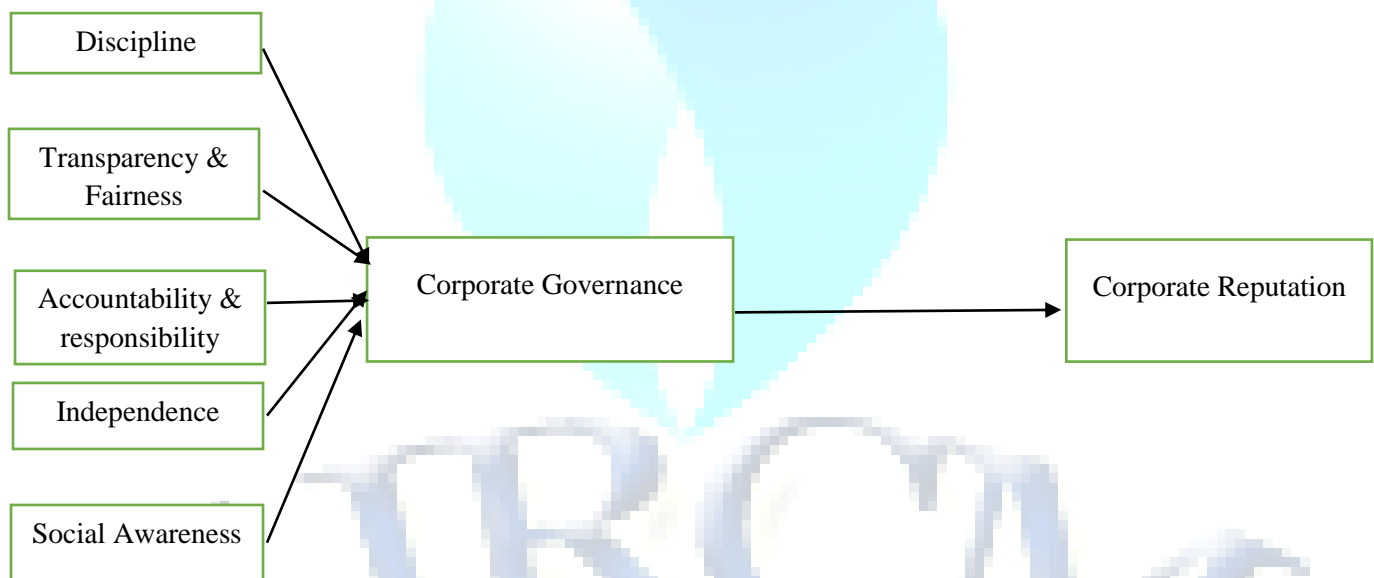 Discipline
Transparency &
Fairness
Accountability &
responsibility
Independence
Social Awareness
Corporate Governance
Corporate Reputation